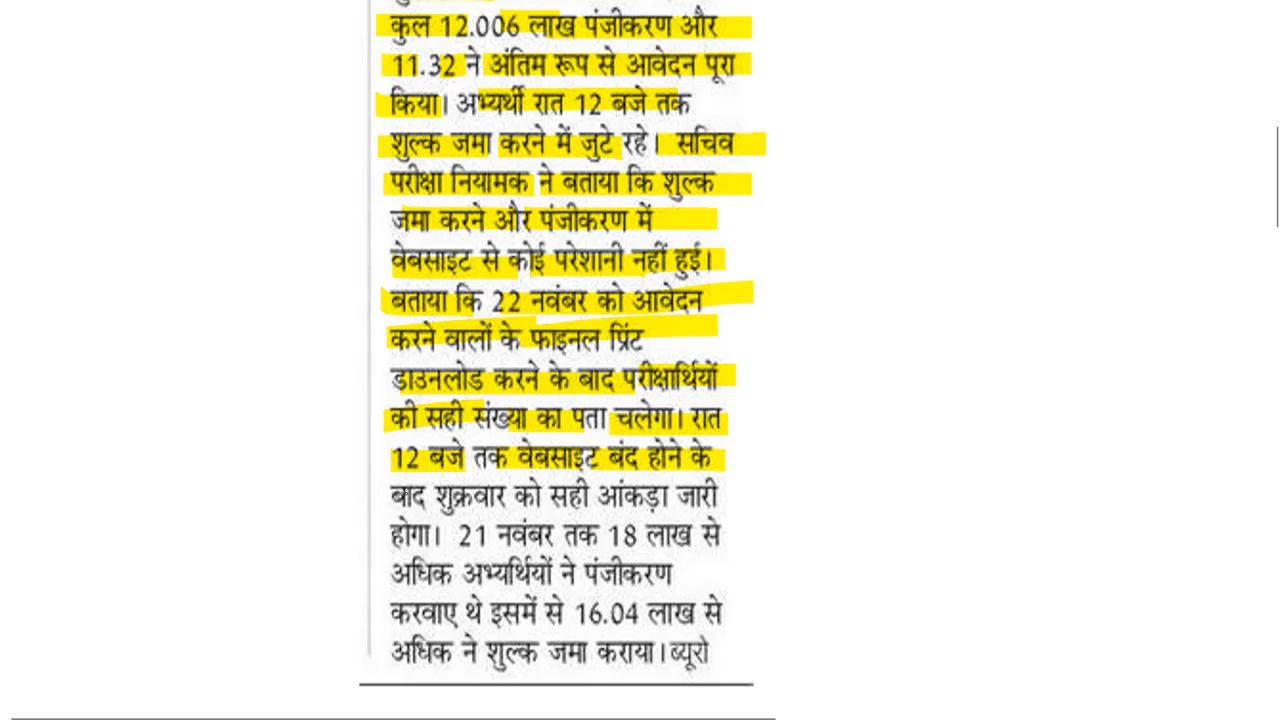 कुल 12.006 लाख पंजीकरण और
11.32 ने अंतिम रूप से आवेदन पूरा
किया। अभ्यर्थी रात 12 बजे तक
शुल्क जमा करने में जुटे रहे। सचिव
परीक्षा नियामक ने बताया कि शुल्क
जमा करने और पंजीकरण में
वेबसाइट से कोई परेशानी नहीं हुई।
बताया कि 22 नवंबर को आवेदन
करने वालों के फाइनल प्रिंट
डाउनलोड करने के बाद परीक्षार्थियों
की सही संख्या का पता चलेगा। रात
12 बजे तक वेबसाइट बंद होने के
बाद शुक्रवार को सही आंकड़ा जारी
होगा। 21 नवंबर तक 18 लाख से
अधिक अभ्यर्थियों ने पंजीकरण
करवाए थे इसमें से 16.04 लाख से
अधिक ने शुल्क जमा कराया। ब्यूरो